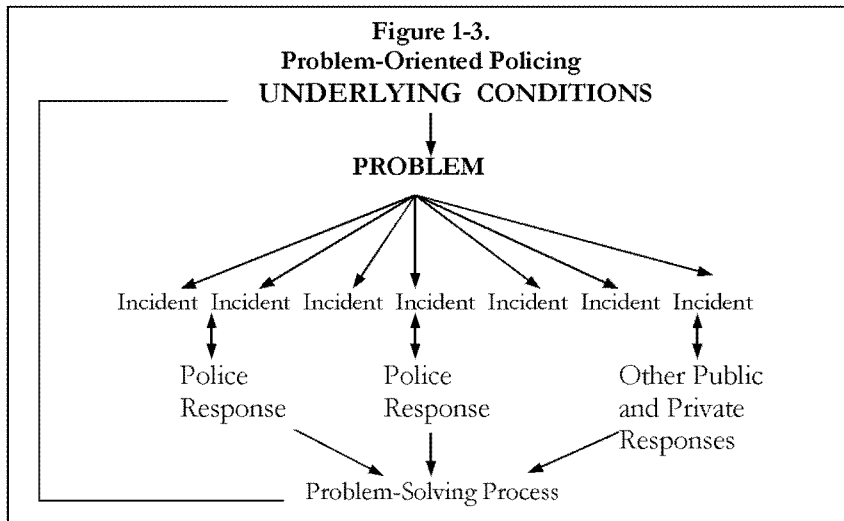 Figure 1-3.
Problem-Oriented Policing
UNDERLYING CONDITIONS
PROBLEM
Incident Incident Incident Incident Incident Incident Incident
Police Response
Police Response
Other Public and Private Responses
Problem-Solving Process